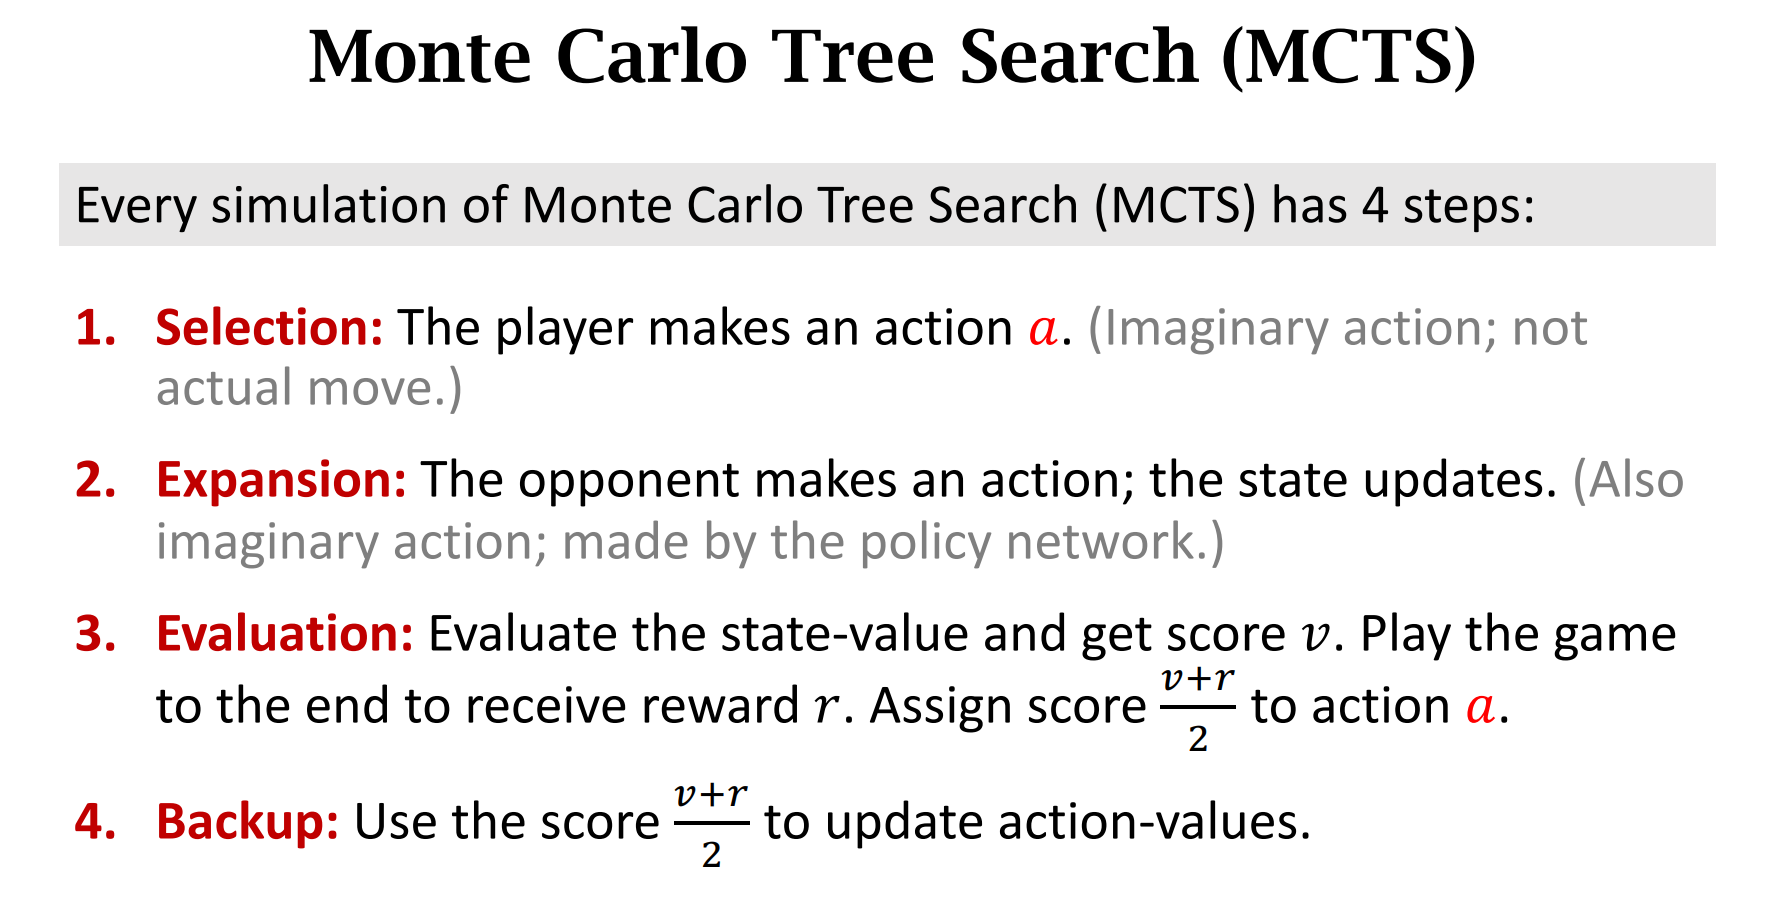 Monte Carlo Tree Search (MCTS)
Every simulation of Monte Carlo Tree Search (MCTS) has 4 steps:
1. Selection: The player makes an action a. (Imaginary action; not
actual move.)
2. Expansion: The opponent makes an action; the state updates. (Also
imaginary action; made by the policy network.)
3. Evaluation: Evaluate the state-value and get score v. Play the game
to the end to receive reward r. Assign score (v+r)/2 to action a.
4. Backup: Use the score (v+r)/2 to update action-values.